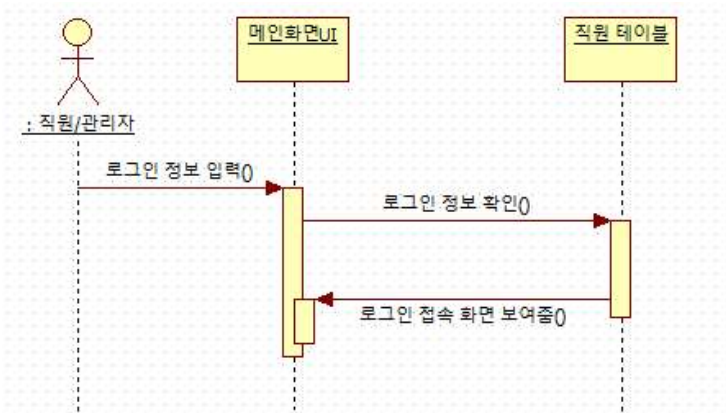 메인화면UI
직원 테이블
: 직원/관리자
로그인 정보 입력()
로그인 정보 확인()
로그인 접속 화면 보여줌()